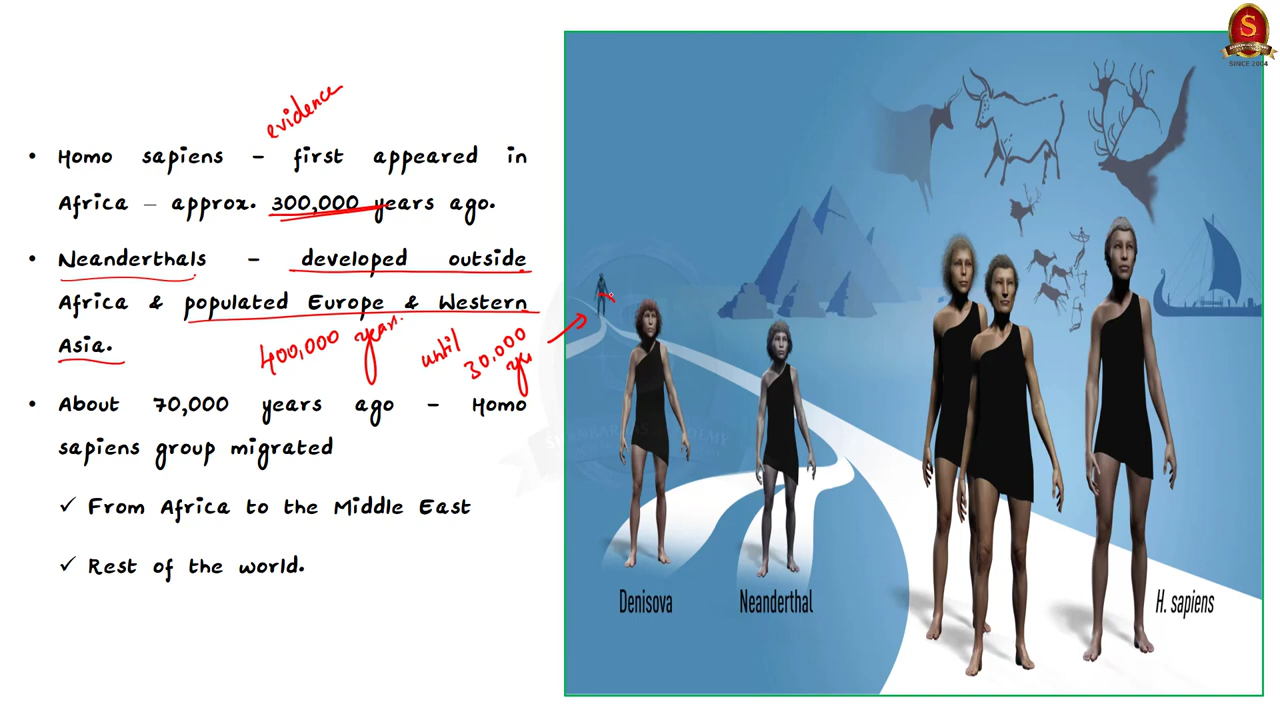 evidence
• Homo sapiens – first appeared in
Africa – approx. 300,000 years ago.
• Neanderthals – developed outside
Africa & populated Europe & Western
Asia.
400,000 years.
until
30,000
yrs
• About 70,000 years ago – Homo
sapiens group migrated
✓ From Africa to the Middle East
✓ Rest of the world.
S
SINCE 2004
Denisova
Neanderthal
H. sapiens